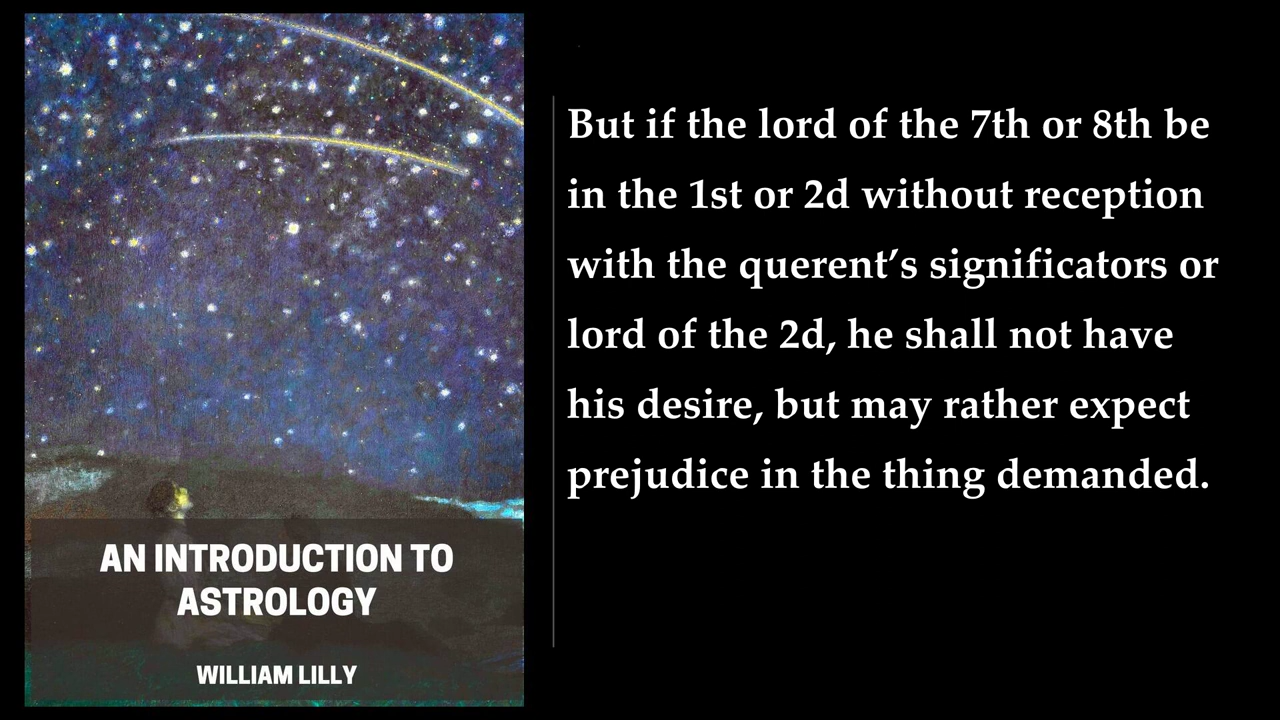 AN INTRODUCTION TO
ASTROLOGY
WILLIAM LILLY
But if the lord of the 7th or 8th be
in the 1st or 2d without reception
with the querent’s significators or
lord of the 2d, he shall not have
his desire, but may rather expect
prejudice in the thing demanded.